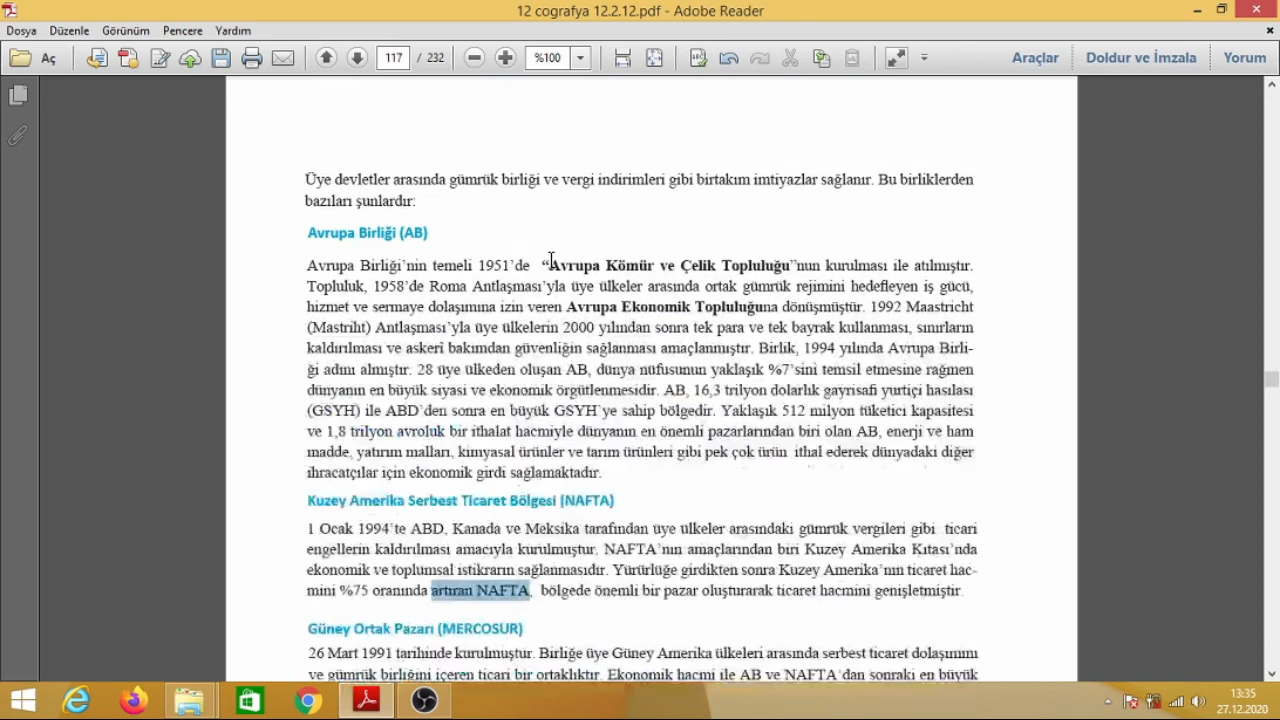 12 cografya 12.2.12.pdf - Adobe Reader
Dosya Düzenle Görünüm Pencere Yardım
Aç 117 / 232 %100 Araçlar Doldur ve İmzala Yorum
Üye devletler arasında gümrük birliği ve vergi indirimleri gibi birtakım imtiyazlar sağlanır. Bu birliklerden
bazıları şunlardır:
Avrupa Birliği (AB)
Avrupa Birliği’nin temeli 1951’de “Avrupa Kömür ve Çelik Topluluğu”nun kurulması ile atılmıştır.
Topluluk, 1958’de Roma Antlaşması’yla üye ülkeler arasında ortak gümrük rejimini hedefleyen iş gücü,
hizmet ve sermaye dolaşımına izin veren Avrupa Ekonomik Topluluğuna dönüşmüştür. 1992 Maastricht
(Mastriht) Antlaşması’yla üye ülkelerin 2000 yılından sonra tek para ve tek bayrak kullanması, sınırların
kaldırılması ve askerî bakımdan güvenliğin sağlanması amaçlanmıştır. Birlik, 1994 yılında Avrupa Birli-
ği adını almıştır. 28 üye ülkeden oluşan AB, dünya nüfusunun yaklaşık %7’sini temsil etmesine rağmen
dünyanın en büyük siyasi ve ekonomik örgütlenmesidir. AB, 16,3 trilyon dolarlık gayrisafi yurtiçi hasılası
(GSYH) ile ABD’den sonra en büyük GSYH’ye sahip bölgedir. Yaklaşık 512 milyon tüketici kapasitesi
ve 1,8 trilyon avroluk bir ithalat hacmiyle dünyanın en önemli pazarlarından biri olan AB, enerji ve ham
madde, yatırım malları, kimyasal ürünler ve tarım ürünleri gibi pek çok ürün ithal ederek dünyadaki diğer
ihracatçılar için ekonomik girdi sağlamaktadır.
Kuzey Amerika Serbest Ticaret Bölgesi (NAFTA)
1 Ocak 1994’te ABD, Kanada ve Meksika tarafından üye ülkeler arasındaki gümrük vergileri gibi ticari
engellerin kaldırılması amacıyla kurulmuştur. NAFTA’nın amaçlarından biri Kuzey Amerika Kıtası’nda
ekonomik ve toplumsal istikrarın sağlanmasıdır. Yürürlüğe girdikten sonra Kuzey Amerika’nın ticaret hac-
mini %75 oranında artıran NAFTA, bölgede önemli bir pazar oluşturarak ticaret hacmini genişletmiştir.
Güney Ortak Pazarı (MERCOSUR)
26 Mart 1991 tarihinde kurulmuştur. Birliğe üye Güney Amerika ülkeleri arasında serbest ticaret dolaşımını
ve gümrük birliğini içeren ticari bir ortaklıktır. Ekonomik hacmi ile AB ve NAFTA’dan sonraki en büyük
13:35
27.12.2020